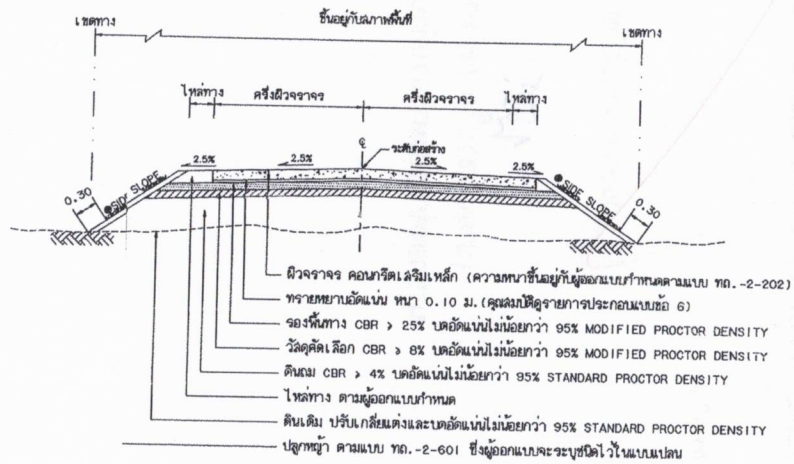 ขึ้นอยู่กับสภาพพื้นที่
เขตทาง
เขตทาง
ไหล่ทาง
ครึ่งผิวจราจร
ครึ่งผิวจราจร
ไหล่ทาง
℄
ระดับก่อสร้าง
2.5%
2.5%
2.5%
2.5%
0.30
SIDE SLOPE
SIDE SLOPE
0.30
ผิวจราจร คอนกรีตเสริมเหล็ก (ความหนาขึ้นอยู่กับผู้ออกแบบกำหนดตามแบบ ทถ.-2-202)
ทรายหยาบอัดแน่น หนา 0.10 ม.(คุณสมบัติดูรายการประกอบแบบข้อ 6)
รองพื้นทาง CBR > 25% บดอัดแน่นไม่น้อยกว่า 95% MODIFIED PROCTOR DENSITY
วัสดุคัดเลือก CBR > 8% บดอัดแน่นไม่น้อยกว่า 95% MODIFIED PROCTOR DENSITY
ดินถม CBR > 4% บดอัดแน่นไม่น้อยกว่า 95% STANDARD PROCTOR DENSITY
ไหล่ทาง ตามผู้ออกแบบกำหนด
ดินเดิม ปรับเกลี่ยแต่งและบดอัดแน่นไม่น้อยกว่า 95% STANDARD PROCTOR DENSITY
ปลูกหญ้า ตามแบบ ทถ.-2-601 ซึ่งผู้ออกแบบจะระบุชนิดไว้ในแบบแปลน